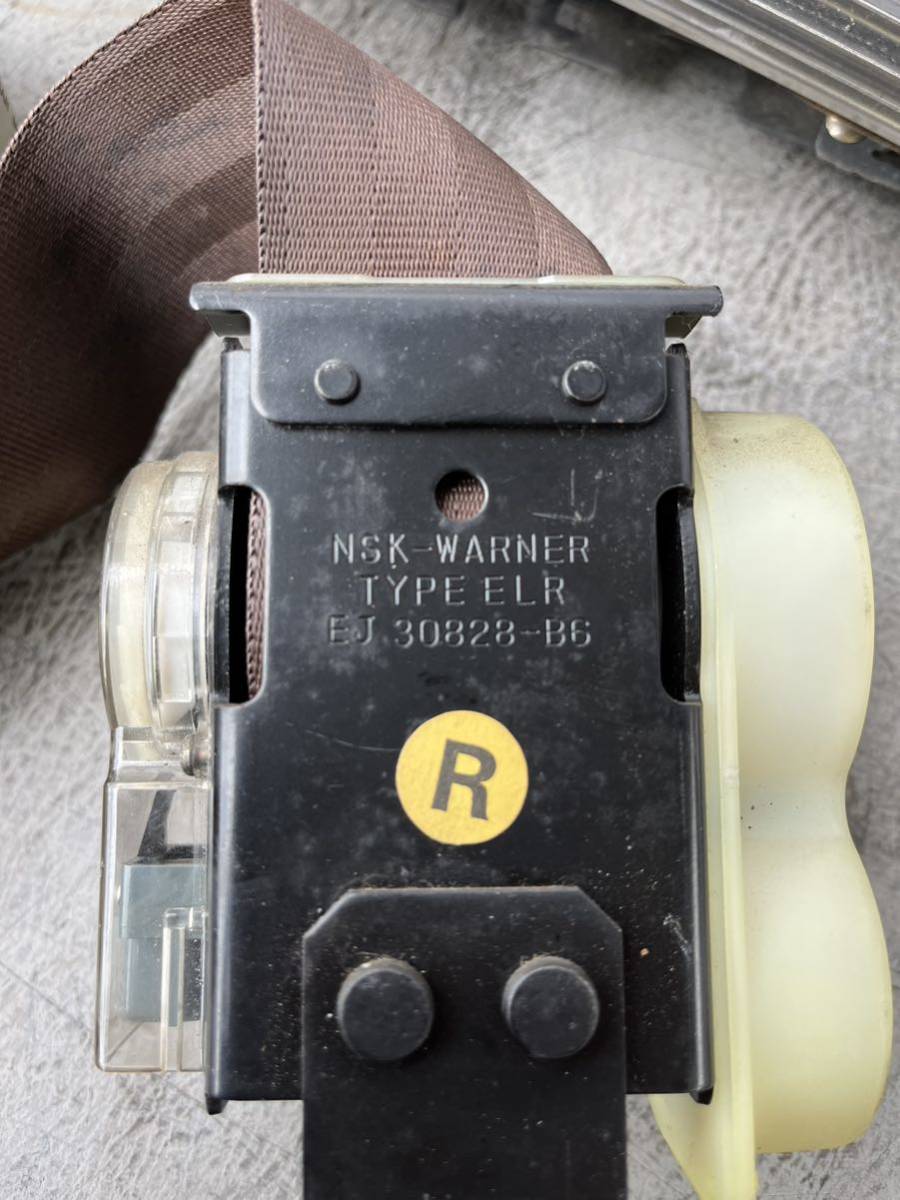 NSK-WARNER
TYPE ELR
EJ 30828-B6
R